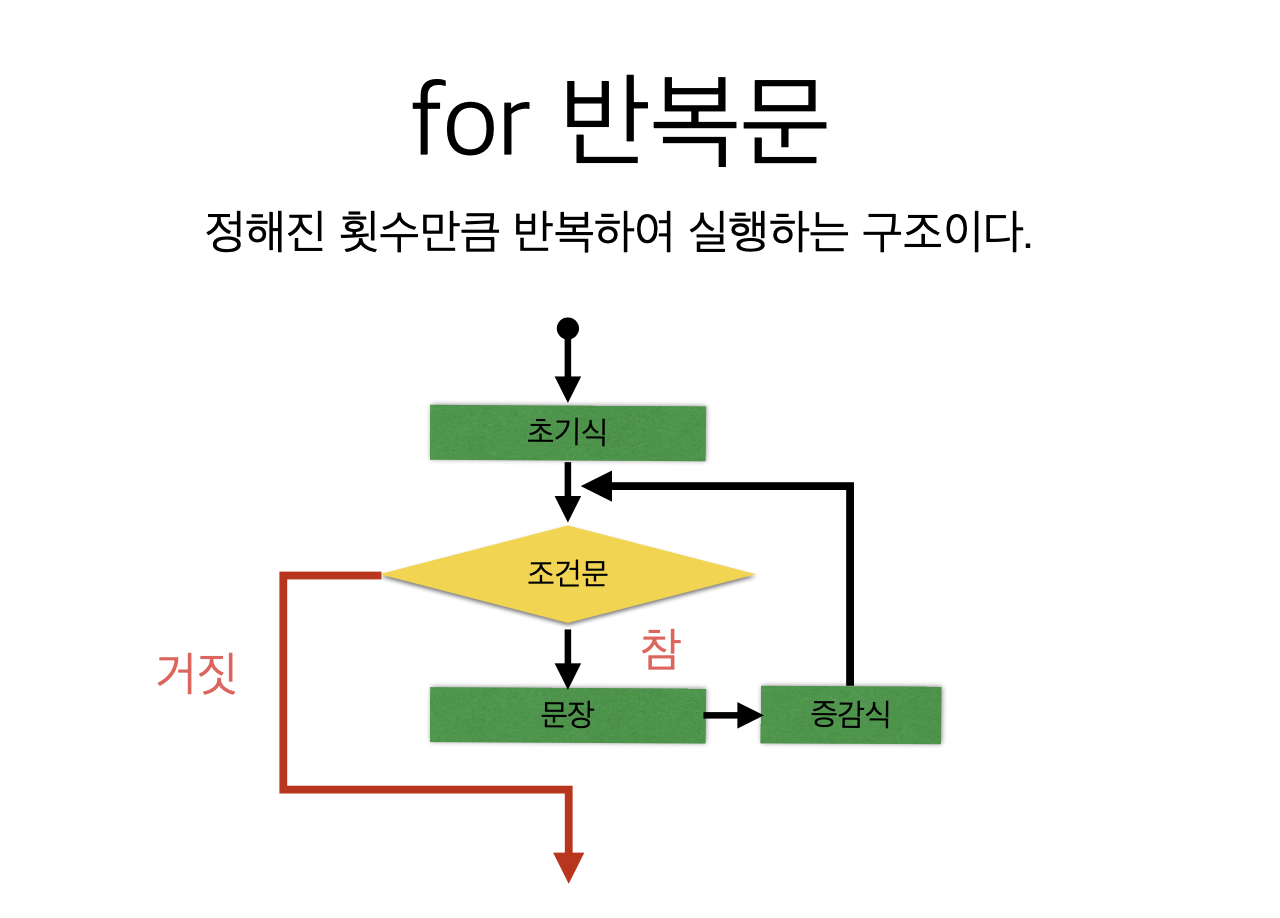 for 반복문
정해진 횟수만큼 반복하여 실행하는 구조이다.
초기식
조건문
거짓
참
문장
증감식